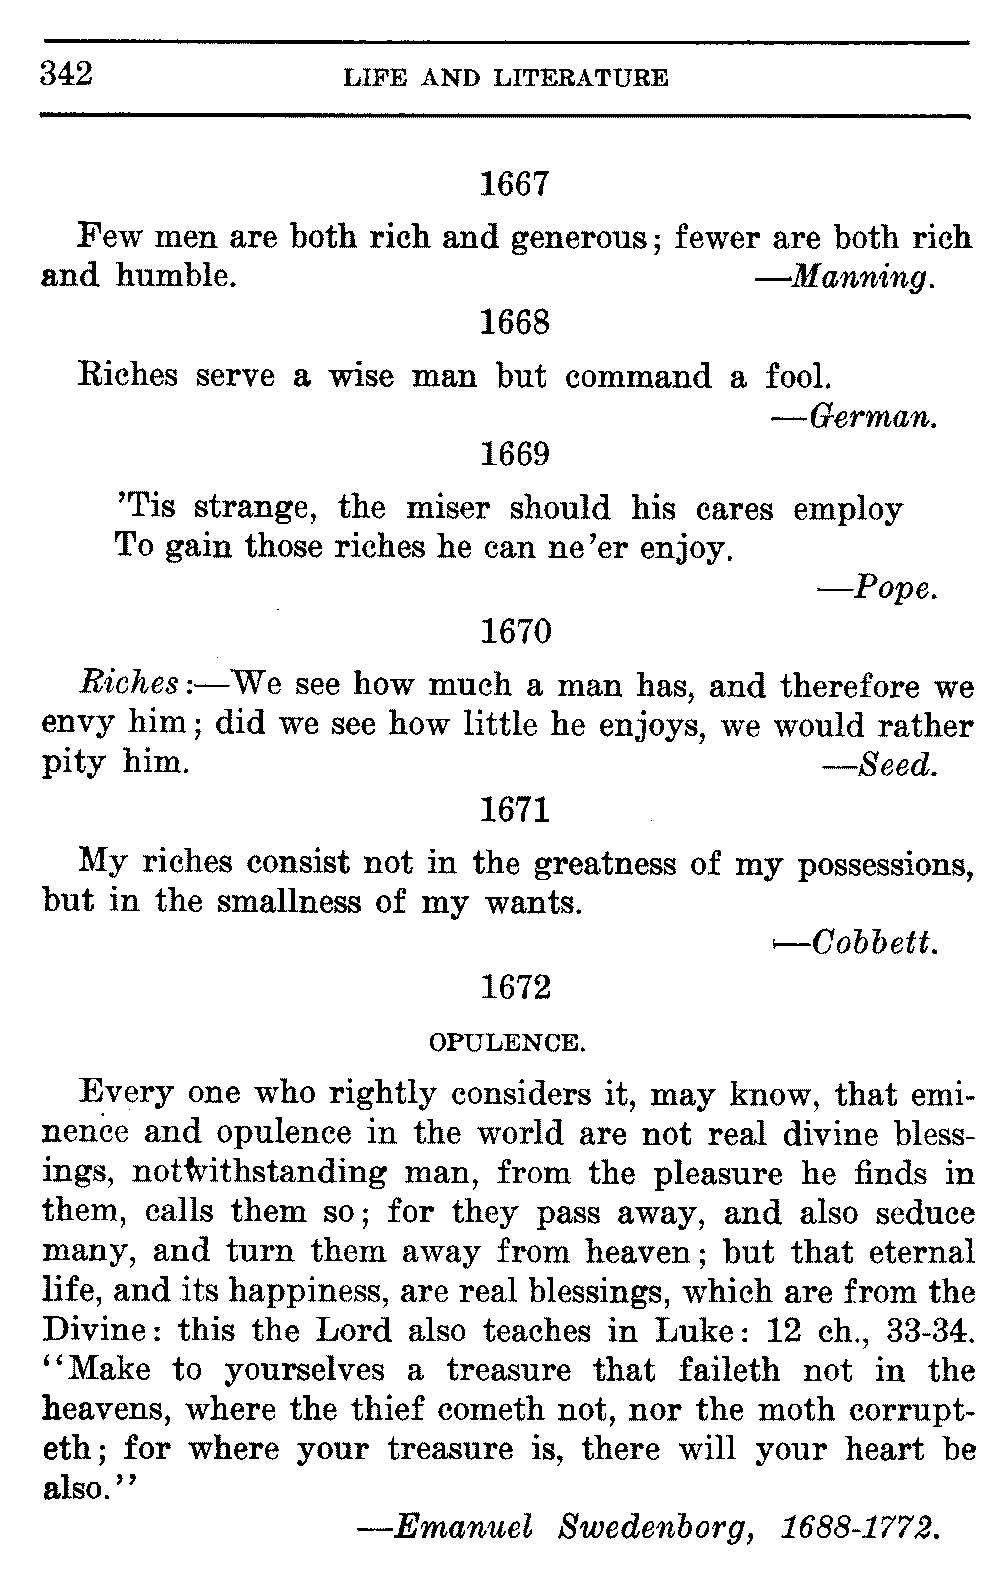 342 LIFE AND LITERATURE
1667
Few men are both rich and generous; fewer are both rich
and humble. —Manning.
1668
Riches serve a wise man but command a fool.
—German.
1669
'Tis strange, the miser should his cares employ
To gain those riches he can ne'er enjoy.
—Pope.
1670
Riches:—We see how much a man has, and therefore we
envy him; did we see how little he enjoys, we would rather
pity him. —Seed.
1671
My riches consist not in the greatness of my possessions,
but in the smallness of my wants.
—Cobbett.
1672
OPULENCE.
Every one who rightly considers it, may know, that emi-
nence and opulence in the world are not real divine bless-
ings, notwithstanding man, from the pleasure he finds in
them, calls them so; for they pass away, and also seduce
many, and turn them away from heaven; but that eternal
life, and its happiness, are real blessings, which are from the
Divine: this the Lord also teaches in Luke: 12 ch., 33-34.
"Make to yourselves a treasure that faileth not in the
heavens, where the thief cometh not, nor the moth corrupt-
eth; for where your treasure is, there will your heart be
also."
—Emanuel Swedenborg, 1688-1772.